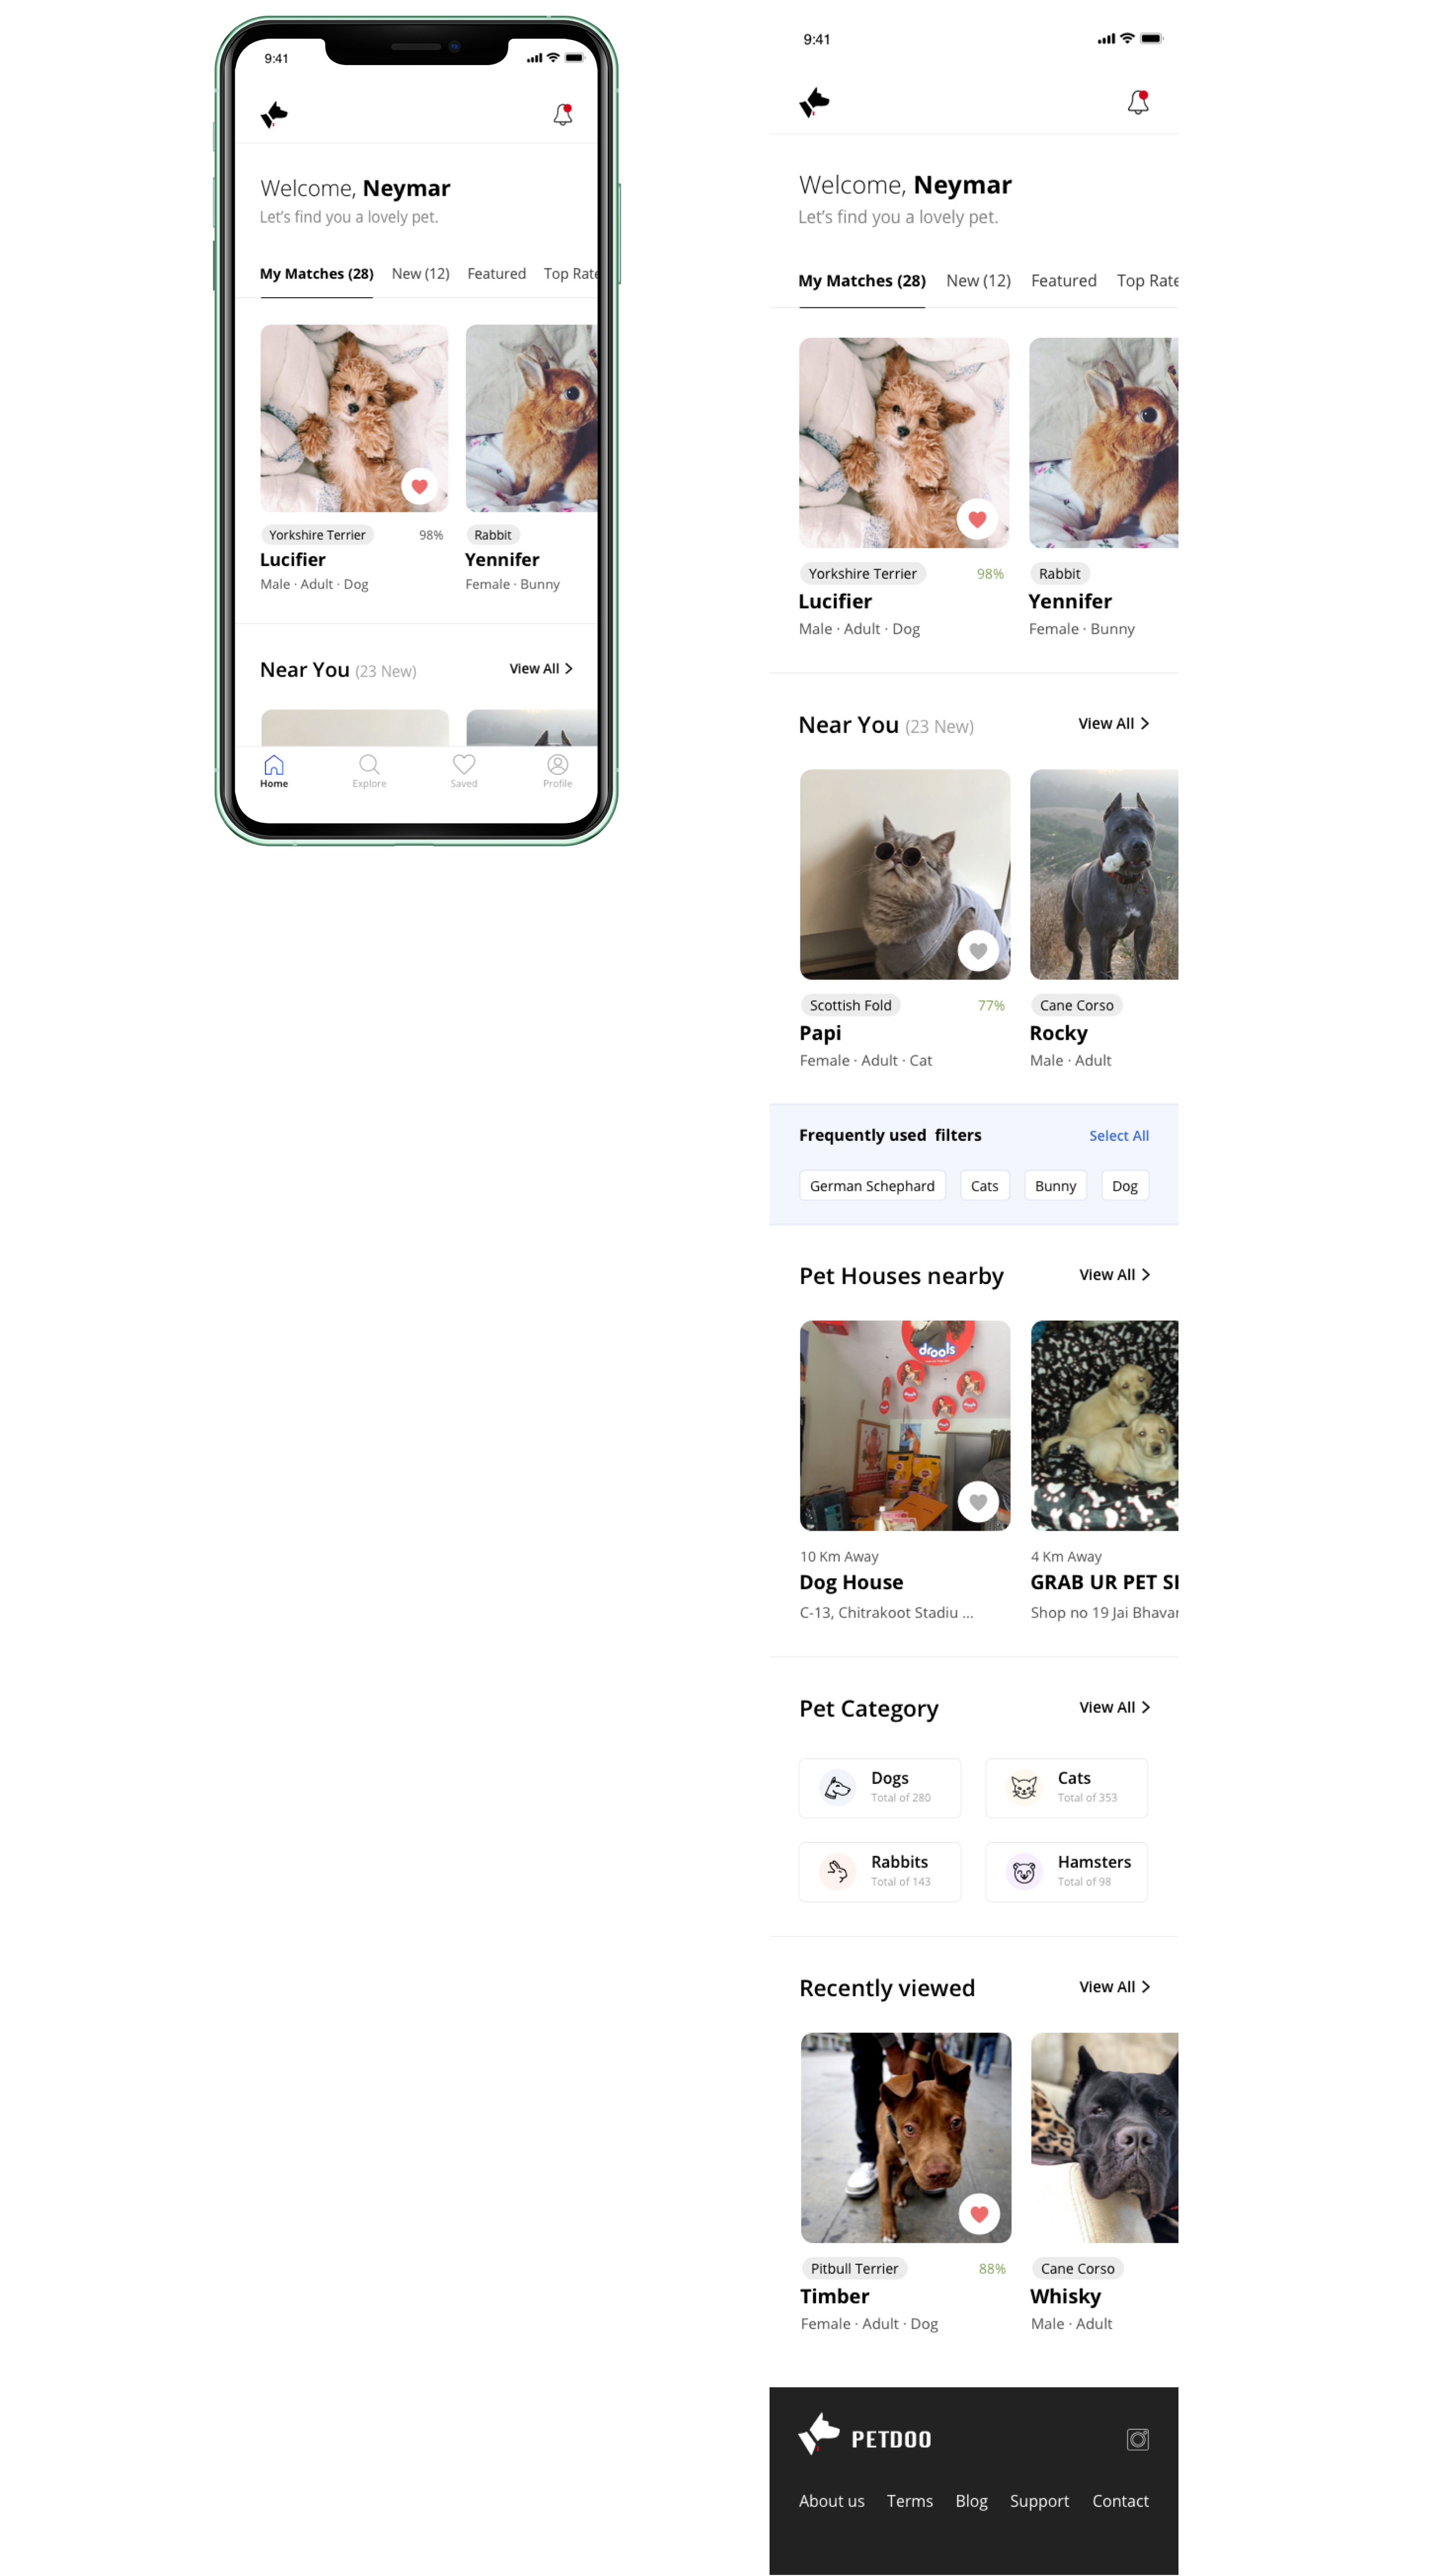 9:41
Welcome, Neymar
Let's find you a lovely pet.
My Matches (28) New (12) Featured Top Rate
Yorkshire Terrier 98% Rabbit
Lucifier Yennifer
Male · Adult · Dog Female · Bunny
Near You (23 New) View All
Home Explore Saved Profile
9:41
Welcome, Neymar
Let's find you a lovely pet.
My Matches (28) New (12) Featured Top Rate
Yorkshire Terrier 98% Rabbit
Lucifier Yennifer
Male · Adult · Dog Female · Bunny
Near You (23 New) View All
Scottish Fold 77% Cane Corso
Papi Rocky
Female · Adult · Cat Male · Adult
Frequently used filters Select All
German Schephard Cats Bunny Dog
Pet Houses nearby View All
drools
10 Km Away 4 Km Away
Dog House GRAB UR PET SH
C-13, Chitrakoot Stadiu ... Shop no 19 Jai Bhavan
Pet Category View All
Dogs Cats
Total of 280 Total of 353
Rabbits Hamsters
Total of 143 Total of 98
Recently viewed View All
Pitbull Terrier 88% Cane Corso
Timber Whisky
Female · Adult · Dog Male · Adult
PETDOO
About us Terms Blog Support Contact